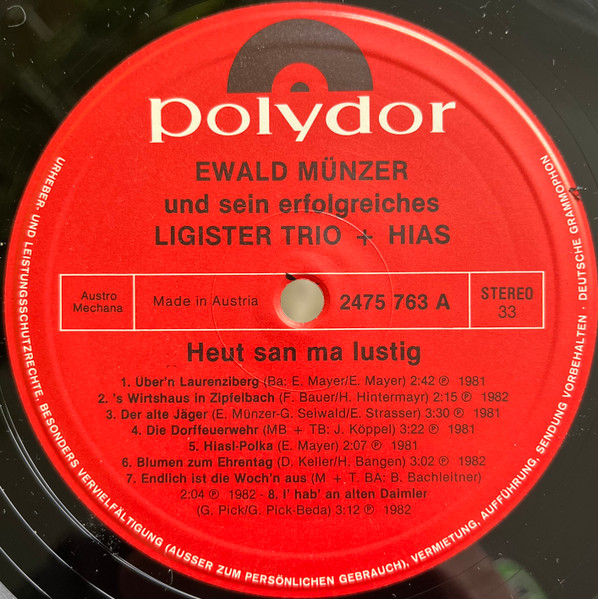 polydor
EWALD MÜNZER
und sein erfolgreiches
LIGISTER TRIO + HIAS
Austro
Mechana
Made in Austria
2475 763 A
STEREO
33
Heut san ma lustig
1. Über'n Laurenziberg (Ba: E. Mayer/E. Mayer) 2:42 ℗ 1981
2. 's Wirtshaus in Zipfelbach (F. Bauer/H. Hintermayr) 2:15 ℗ 1982
3. Der alte Jäger (E. Münzer-G. Seiwald/E. Strasser) 3:30 ℗ 1981
4. Die Dorffeuerwehr (MB + TB: J. Köppel) 3:22 ℗ 1981
5. Hiasl-Polka (E. Mayer) 2:07 ℗ 1981
6. Blumen zum Ehrentag (D. Keller/H. Bangen) 3:02 ℗ 1982
7. Endlich ist die Woch'n aus (M + T. BA: B. Bachleitner)
2:04 ℗ 1982 - 8. I' hab' an alten Daimler
(G. Pick/G. Pick-Beda) 3:12 ℗ 1982
URHEBER- UND LEISTUNGSSCHUTZRECHTE, BESONDERS VERVIELFÄLTIGUNG (AUSSER ZUM PERSÖNLICHEN GEBRAUCH), VERMIETUNG, AUFFÜHRUNG, SENDUNG VORBEHALTEN · DEUTSCHE GRAMMOPHON